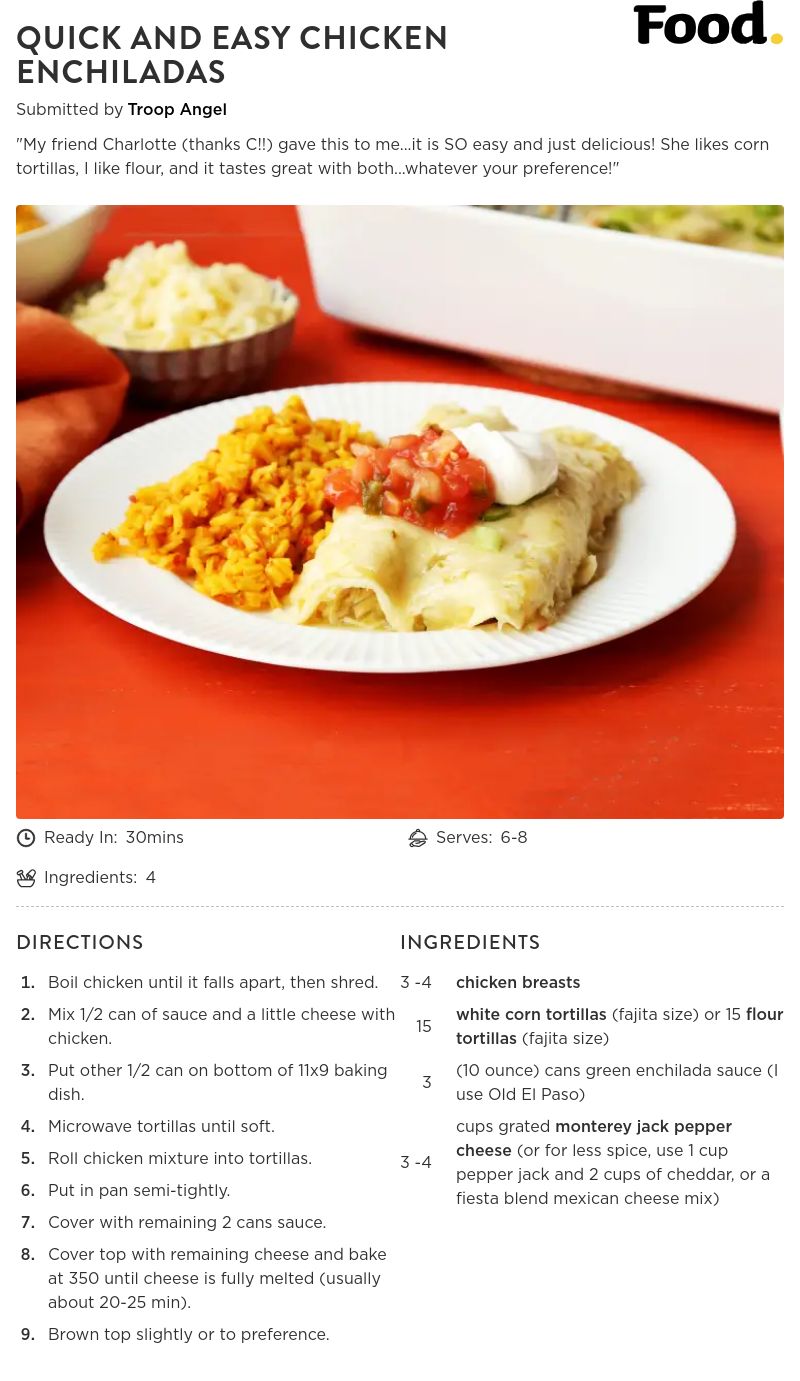 QUICK AND EASY CHICKEN
ENCHILADAS
Food.
Submitted by Troop Angel
"My friend Charlotte (thanks C!!) gave this to me...it is SO easy and just delicious! She likes corn
tortillas, I like flour, and it tastes great with both...whatever your preference!"
Ready In: 30mins
Serves: 6-8
Ingredients: 4
DIRECTIONS
1. Boil chicken until it falls apart, then shred.
2. Mix 1/2 can of sauce and a little cheese with
chicken.
3. Put other 1/2 can on bottom of 11x9 baking
dish.
4. Microwave tortillas until soft.
5. Roll chicken mixture into tortillas.
6. Put in pan semi-tightly.
7. Cover with remaining 2 cans sauce.
8. Cover top with remaining cheese and bake
at 350 until cheese is fully melted (usually
about 20-25 min).
9. Brown top slightly or to preference.
INGREDIENTS
3 -4 chicken breasts
15 white corn tortillas (fajita size) or 15 flour
tortillas (fajita size)
3 (10 ounce) cans green enchilada sauce (I
use Old El Paso)
3 -4 cups grated monterey jack pepper
cheese (or for less spice, use 1 cup
pepper jack and 2 cups of cheddar, or a
fiesta blend mexican cheese mix)